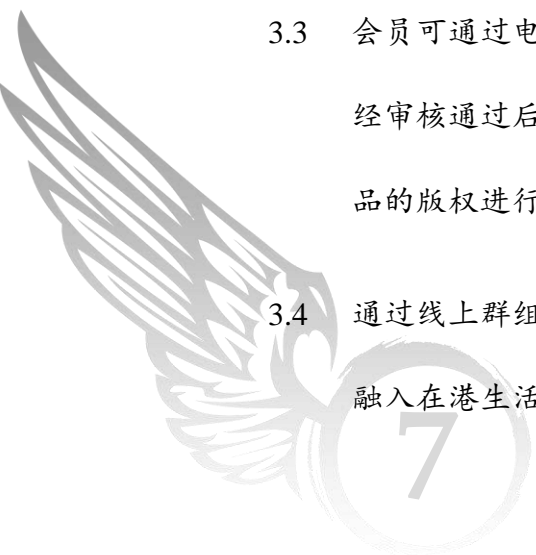 3.3 会员可通过电
经审核通过后
品的版权进行
3.4 通过线上群组
融入在港生活
7